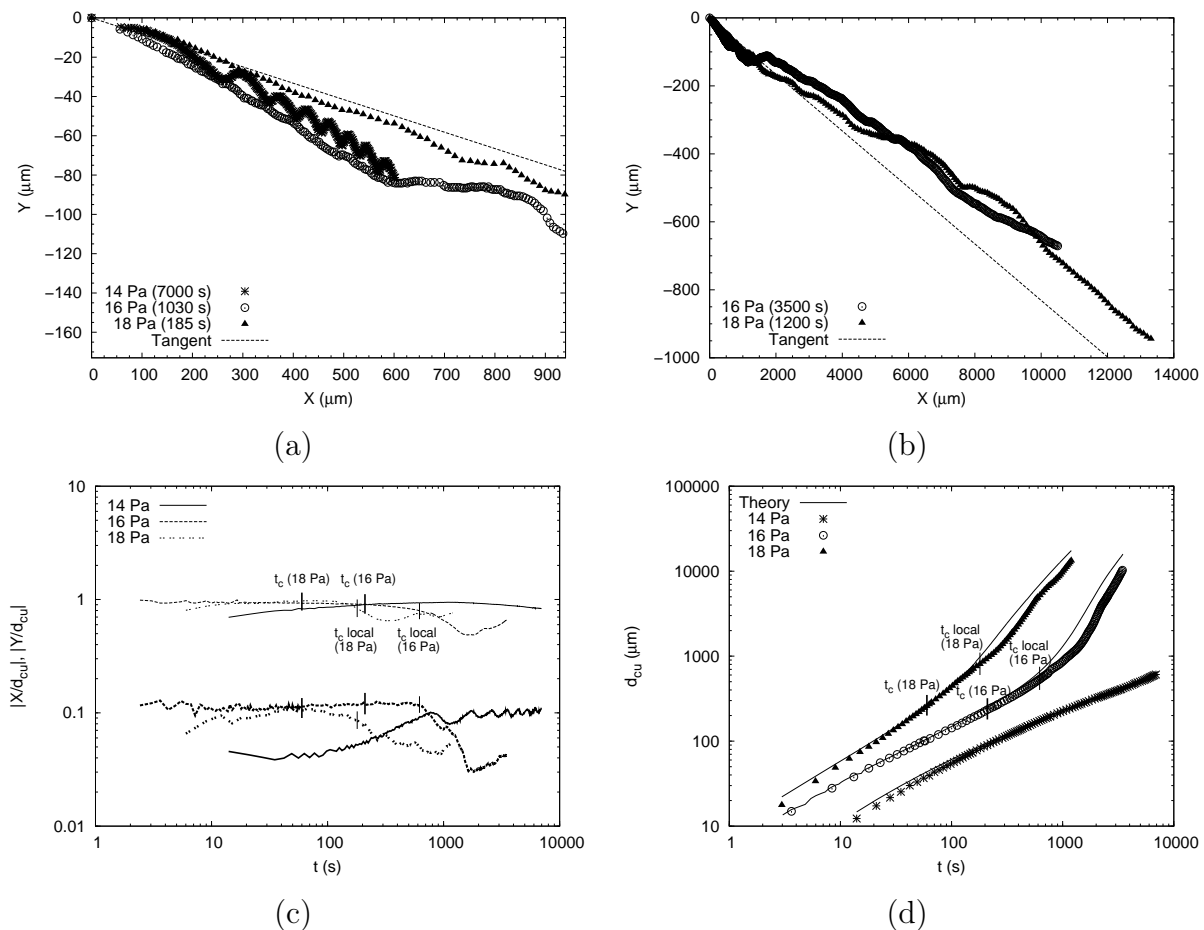 0
−20
−40
−60
−80
−100
−120
−140
−160
Y (μm)
14 Pa (7000 s)
16 Pa (1030 s)
18 Pa (185 s)
Tangent
0 100 200 300 400 500 600 700 800 900
X (μm)
(a)
0
−200
−400
−600
−800
−1000
Y (μm)
16 Pa (3500 s)
18 Pa (1200 s)
Tangent
0 2000 4000 6000 8000 10000 12000 14000
X (μm)
(b)
10
1
0.1
0.01
|X/dcu|, |Y/dcu|
14 Pa
16 Pa
18 Pa
tc (18 Pa) tc (16 Pa)
tc local
(18 Pa)
tc local
(16 Pa)
1 10 100 1000 10000
t (s)
(c)
100000
10000
1000
100
10
dcu (μm)
Theory
14 Pa
16 Pa
18 Pa
tc local
(18 Pa)
tc local
(16 Pa)
tc (18 Pa)
tc (16 Pa)
1 10 100 1000 10000
t (s)
(d)